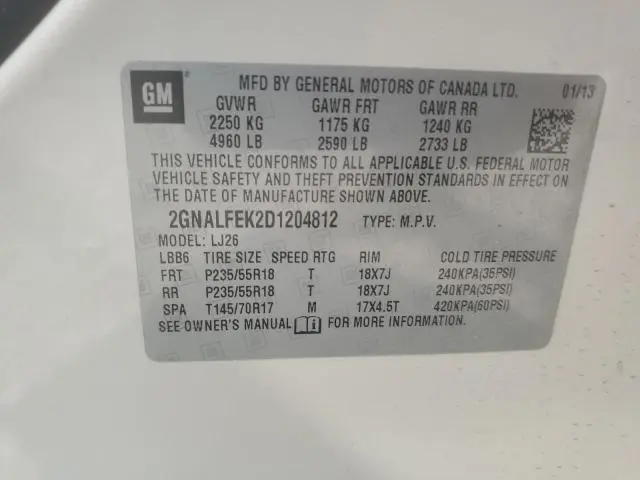 GM
MFD BY GENERAL MOTORS OF CANADA LTD. 01/13
GVWR GAWR FRT GAWR RR
2250 KG 1175 KG 1240 KG
4960 LB 2590 LB 2733 LB
THIS VEHICLE CONFORMS TO ALL APPLICABLE U.S. FEDERAL MOTOR
VEHICLE SAFETY AND THEFT PREVENTION STANDARDS IN EFFECT ON
THE DATE OF MANUFACTURE SHOWN ABOVE.
2GNALFEK2D1204812 TYPE: M.P.V.
MODEL: LJ26
LBB6 TIRE SIZE SPEED RTG RIM COLD TIRE PRESSURE
FRT P235/55R18 T 18X7J 240KPA(35PSI)
RR P235/55R18 T 18X7J 240KPA(35PSI)
SPA T145/70R17 M 17X4.5T 420KPA(60PSI)
SEE OWNER'S MANUAL FOR MORE INFORMATION.